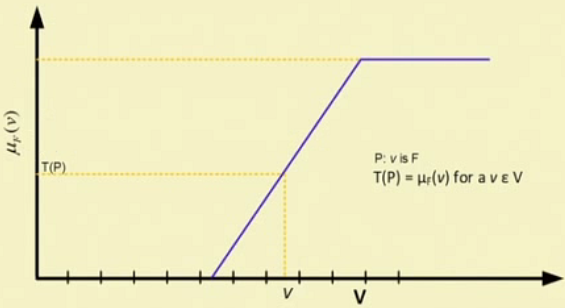 μF(v)
T(P)
P: v is F
T(P) = μF(v) for a v ε V
v
V